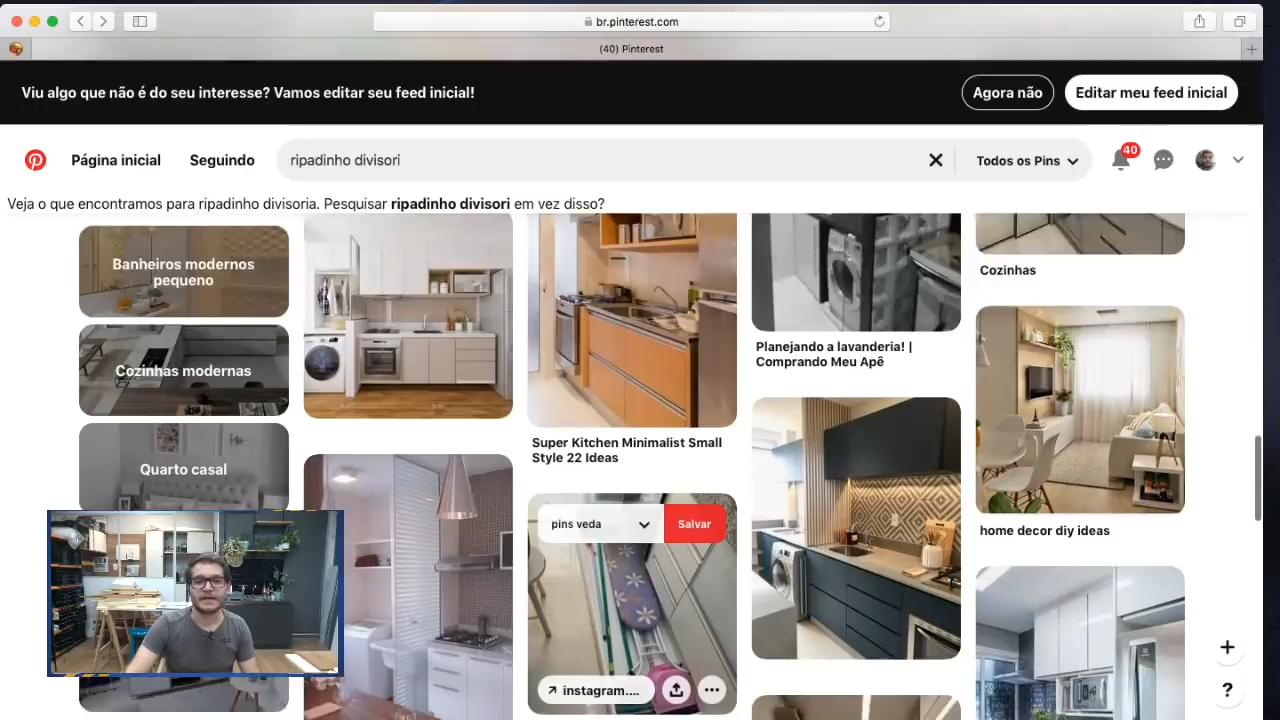 br.pinterest.com
(40) Pinterest
Viu algo que não é do seu interesse? Vamos editar seu feed inicial!
Agora não
Editar meu feed inicial
Página inicial
Seguindo
ripadinho divisori
Todos os Pins
40
Veja o que encontramos para ripadinho divisoria. Pesquisar ripadinho divisori em vez disso?
Banheiros modernos
pequeno
Cozinhas modernas
Quarto casal
Super Kitchen Minimalist Small
Style 22 Ideas
pins veda
Salvar
instagram....
Planejando a lavanderia! |
Comprando Meu Apê
Cozinhas
home decor diy ideas
+
?